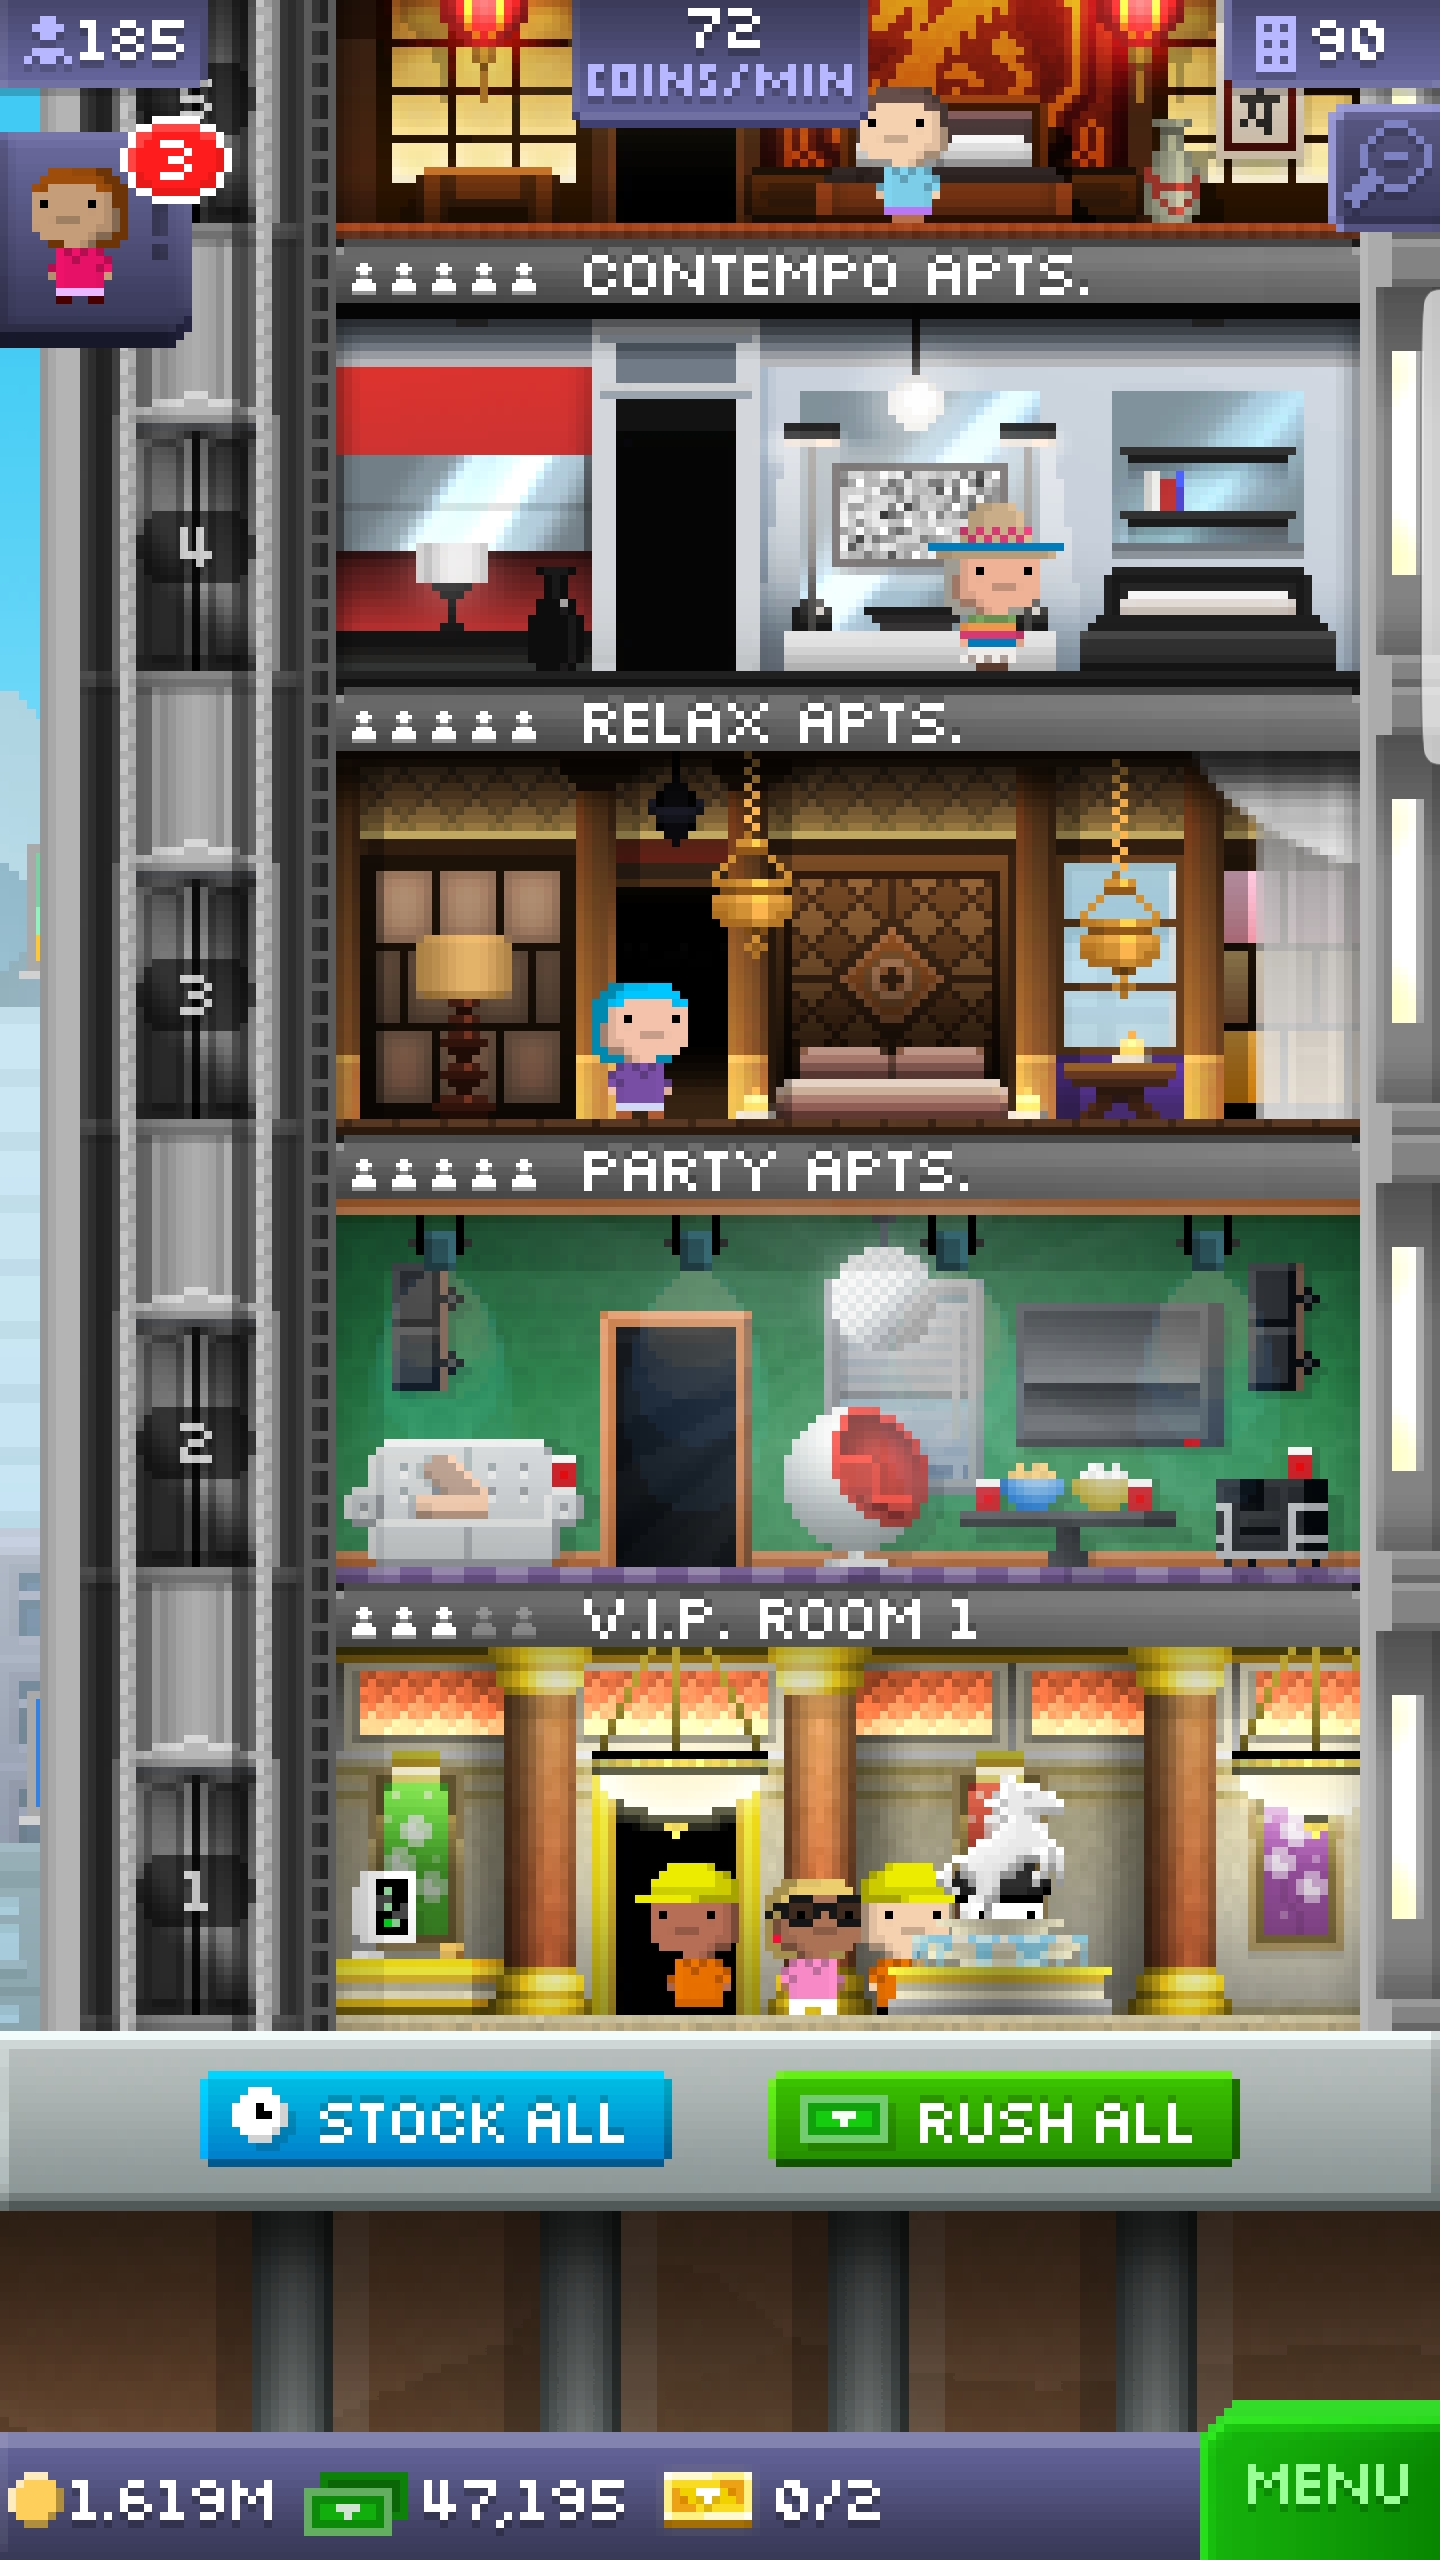 185
72
COINS/MIN
90
3
5
CONTEMPO APTS.
4
RELAX APTS.
3
PARTY APTS.
2
V.I.P. ROOM 1
1
STOCK ALL
RUSH ALL
1.619M
47,195
0/2
MENU